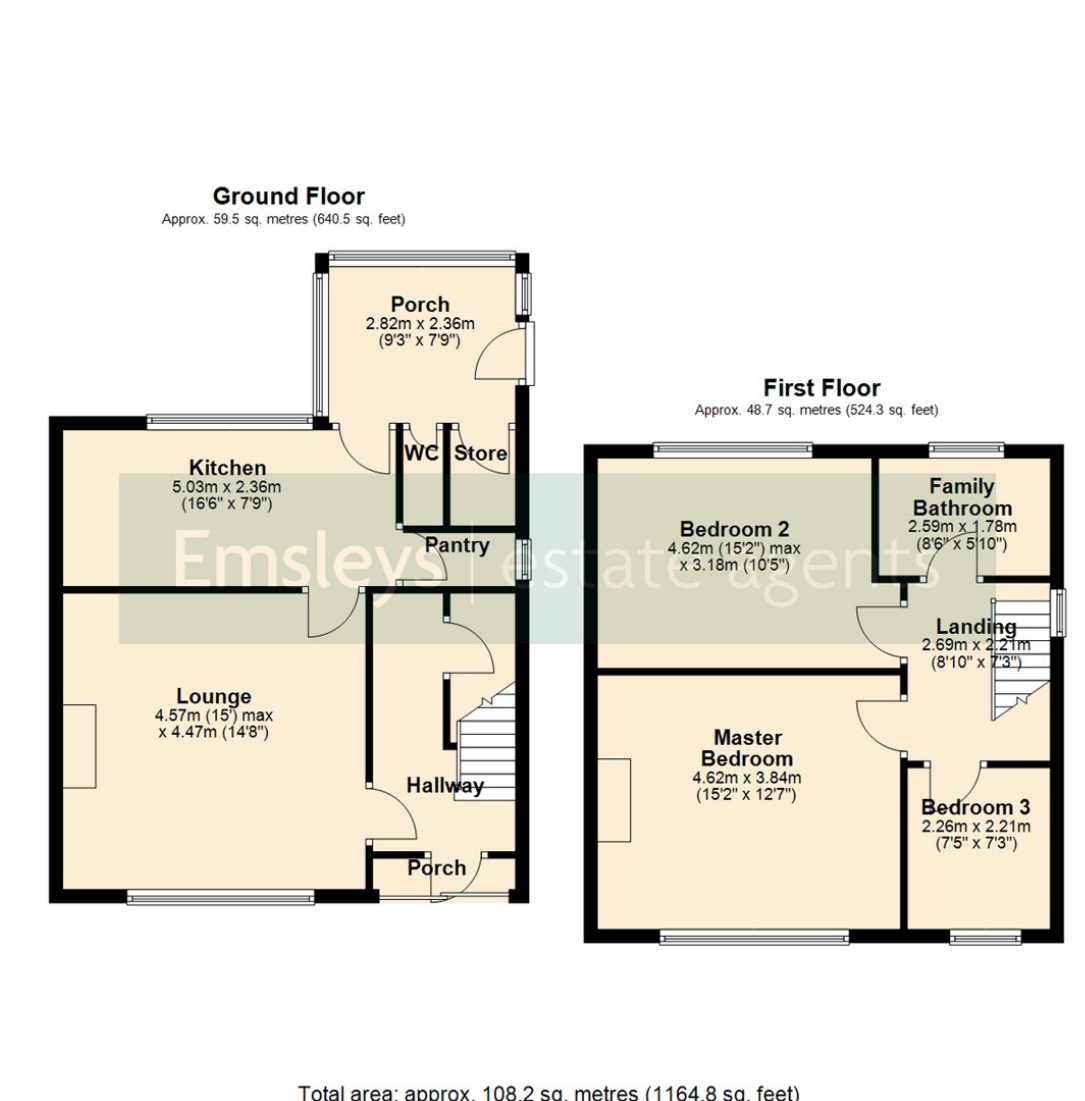 Ground Floor
Approx. 59.5 sq. metres (640.5 sq. feet)
Porch
2.82m x 2.36m
(9'3" x 7'9")
Kitchen
5.03m x 2.36m
(16'6" x 7'9")
WC
Store
Pantry
Lounge
4.57m (15') max
x 4.47m (14'8")
Hallway
Porch
First Floor
Approx. 48.7 sq. metres (524.3 sq. feet)
Bedroom 2
4.62m (15'2") max
x 3.18m (10'5")
Family
Bathroom
2.59m x 1.78m
(8'6" x 5'10")
Landing
2.69m x 2.21m
(8'10" x 7'3")
Master
Bedroom
4.62m x 3.84m
(15'2" x 12'7")
Bedroom 3
2.26m x 2.21m
(7'5" x 7'3")
Emsleys | estate agents
Total area: approx. 108.2 sq. metres (1164.8 sq. feet)